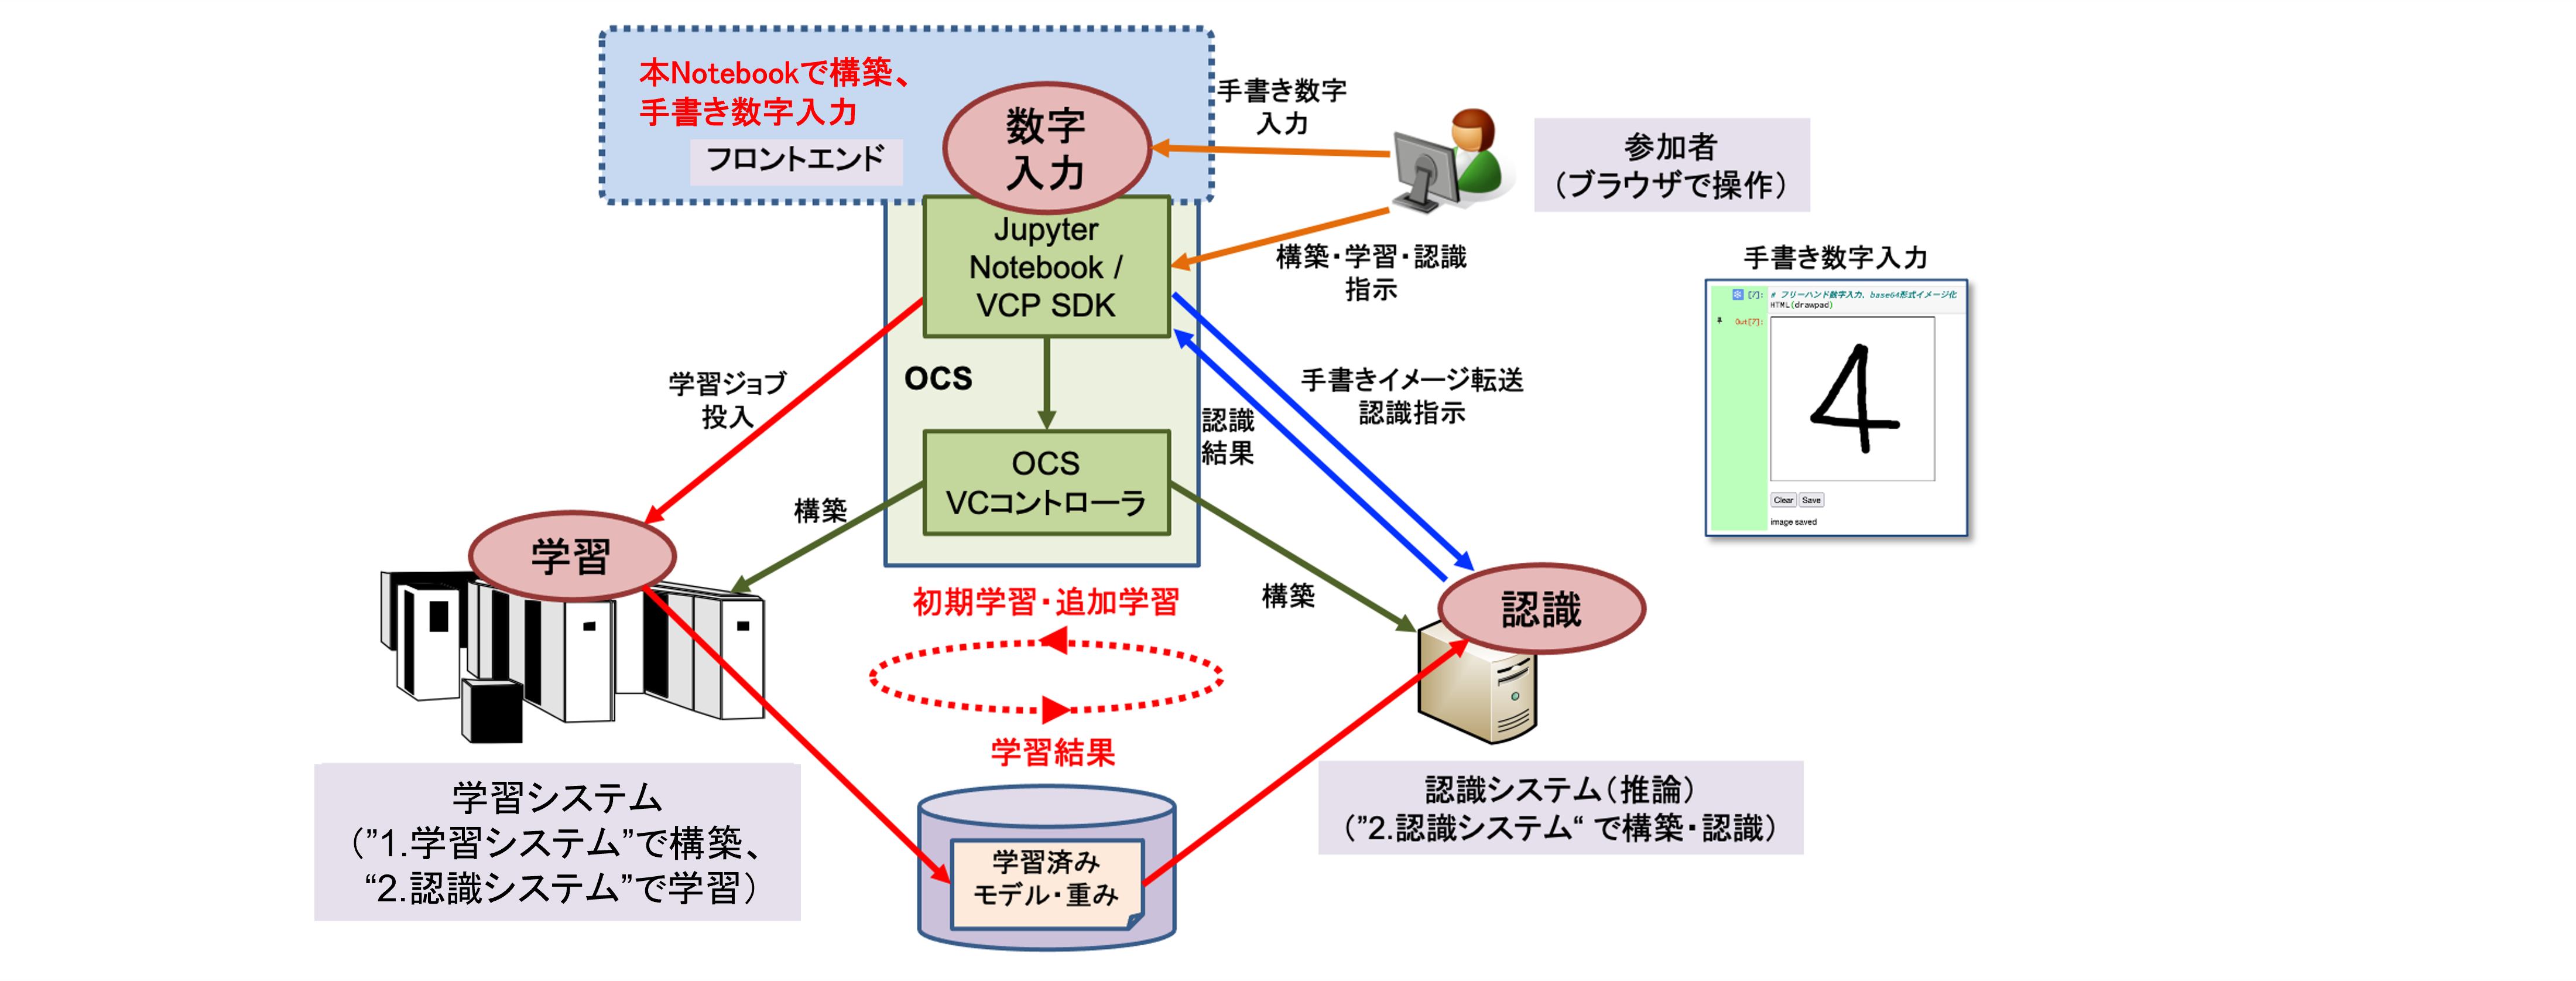 本Notebookで構築、
手書き数字入力
フロントエンド
数字
入力
手書き数字
入力
参加者
（ブラウザで操作）
Jupyter
Notebook /
VCP SDK
構築・学習・認識
指示
手書き数字入力
[7]: # フリーハンド数字入力、base64形式イメージ化
HTML(drawpad)
Out[7]:
4
Clear Save
image saved
学習ジョブ
投入
OCS
手書きイメージ転送
認識指示
認識
結果
OCS
VCコントローラ
構築
構築
学習
認識
初期学習・追加学習
学習結果
学習システム
（”1.学習システム”で構築、
“2.認識システム”で学習）
認識システム（推論）
（”2.認識システム“ で構築・認識）
学習済み
モデル・重み